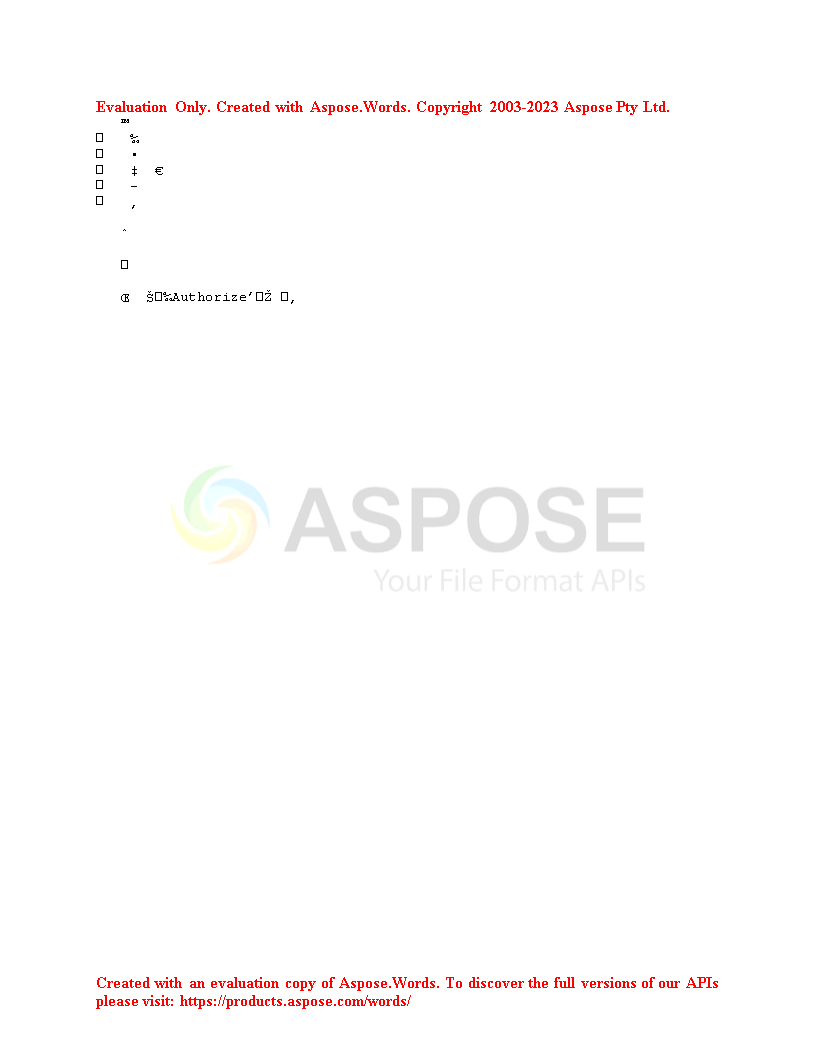 Evaluation Only. Created with Aspose.Words. Copyright 2003-2023 Aspose Pty Ltd.
™
□ ‰
□ •
□ ‡ €
□ –
□ ‚
ˆ
□
Œ Š□‰Authorize’□Ž □‚
ASPOSE
Your File Format APIs
Created with an evaluation copy of Aspose.Words. To discover the full versions of our APIs
please visit: https://products.aspose.com/words/